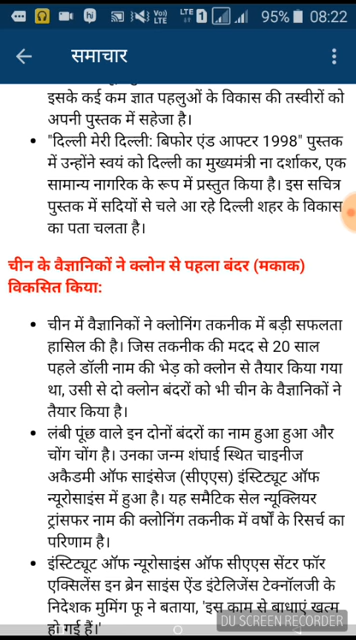 Vo) LTE LTE 1 95% 08:22
समाचार
इसके कई कम ज्ञात पहलुओं के विकास की तस्वीरों को
अपनी पुस्तक में सहेजा है।
"दिल्ली मेरी दिल्ली: बिफोर एंड आफ्टर 1998" पुस्तक
में उन्होंने स्वयं को दिल्ली का मुख्यमंत्री ना दर्शाकर, एक
सामान्य नागरिक के रूप में प्रस्तुत किया है। इस सचित्र
पुस्तक में सदियों से चले आ रहे दिल्ली शहर के विकास
का पता चलता है।
चीन के वैज्ञानिकों ने क्लोन से पहला बंदर (मकाक)
विकसित किया:
चीन में वैज्ञानिकों ने क्लोनिंग तकनीक में बड़ी सफलता
हासिल की है। जिस तकनीक की मदद से 20 साल
पहले डॉली नाम की भेड़ को क्लोन से तैयार किया गया
था, उसी से दो क्लोन बंदरों को भी चीन के वैज्ञानिकों ने
तैयार किया है।
लंबी पूंछ वाले इन दोनों बंदरों का नाम हुआ हुआ और
चोंग चोंग है। उनका जन्म शंघाई स्थित चाइनीज
अकैडमी ऑफ साइंसेज (सीएएस) इंस्टिट्यूट ऑफ
न्यूरोसाइंस में हुआ है। यह समैटिक सेल न्यूक्लियर
ट्रांसफर नाम की क्लोनिंग तकनीक में वर्षों के रिसर्च का
परिणाम है।
इंस्टिट्यूट ऑफ न्यूरोसाइंस ऑफ सीएएस सेंटर फॉर
एक्सिलेंस इन ब्रेन साइंस ऐंड इंटेलिजेंस टेक्नॉलजी के
निदेशक मुमिंग फू ने बताया, 'इस काम से बाधाएं खत्म
हो गई हैं।'
DU SCREEN RECORDER